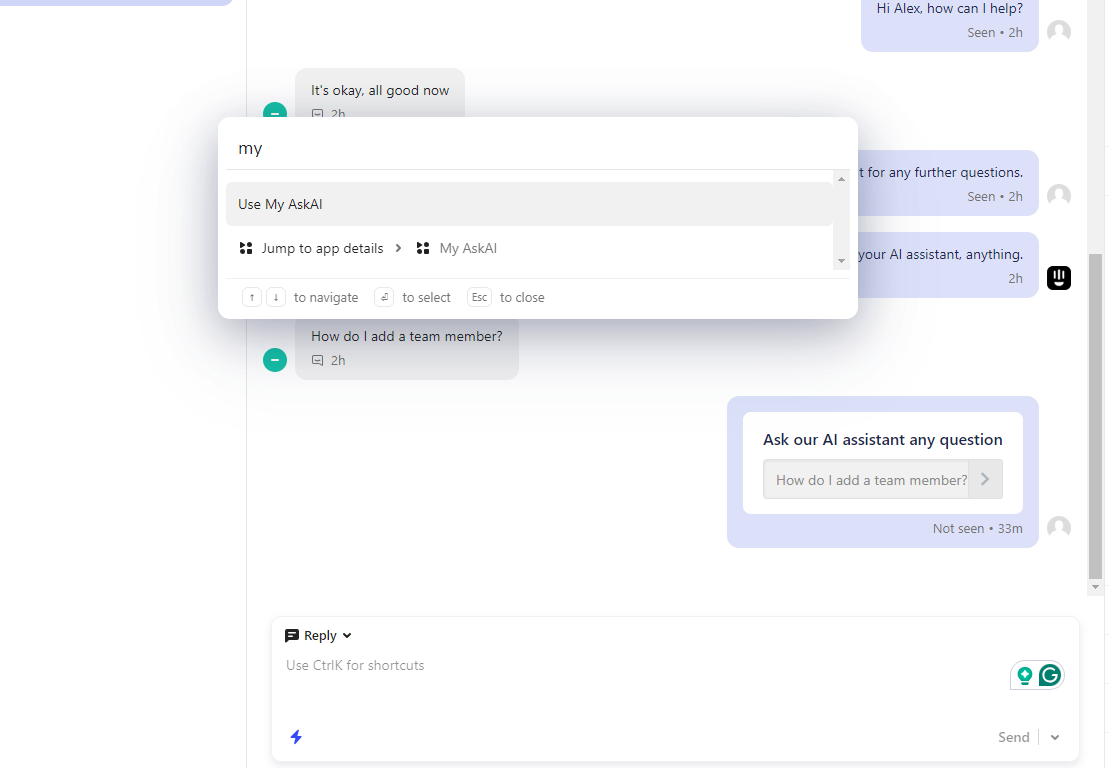 Hi Alex, how can I help?
Seen • 2h
It's okay, all good now
2h
my
t for any further questions.
Use My AskAI
Seen • 2h
Jump to app details > My AskAI
your AI assistant, anything.
2h
↑ ↓ to navigate ⏎ to select Esc to close
How do I add a team member?
2h
Ask our AI assistant any question
How do I add a team member?
Not seen • 33m
Reply
Use CtrlK for shortcuts
Send